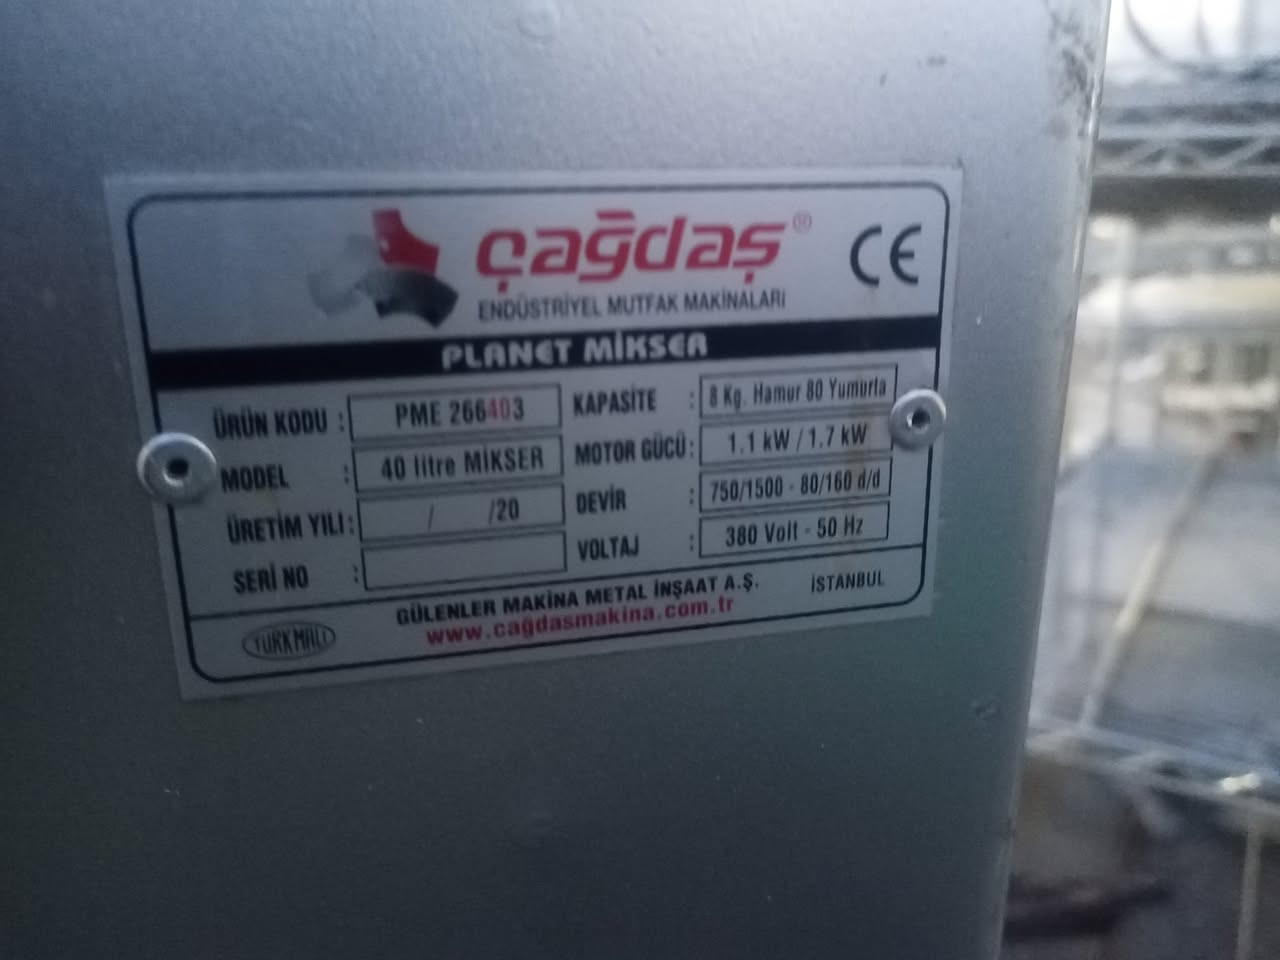 çağdaş®
CE
ENDÜSTRİYEL MUTFAK MAKİNALARI
PLANET MİKSER
ÜRÜN KODU : PME 266403
MODEL : 40 litre MİKSER
ÜRETİM YILI : / /20
SERİ NO :
KAPASİTE : 8 Kg. Hamur 80 Yumurta
MOTOR GÜCÜ : 1.1 kW / 1.7 kW
DEVİR : 750/1500 - 80/160 d/d
VOLTAJ : 380 Volt - 50 Hz
GÜLENLER MAKİNA METAL İNŞAAT A.Ş. İSTANBUL
www.cağdasmakina.com.tr
TÜRK MALI